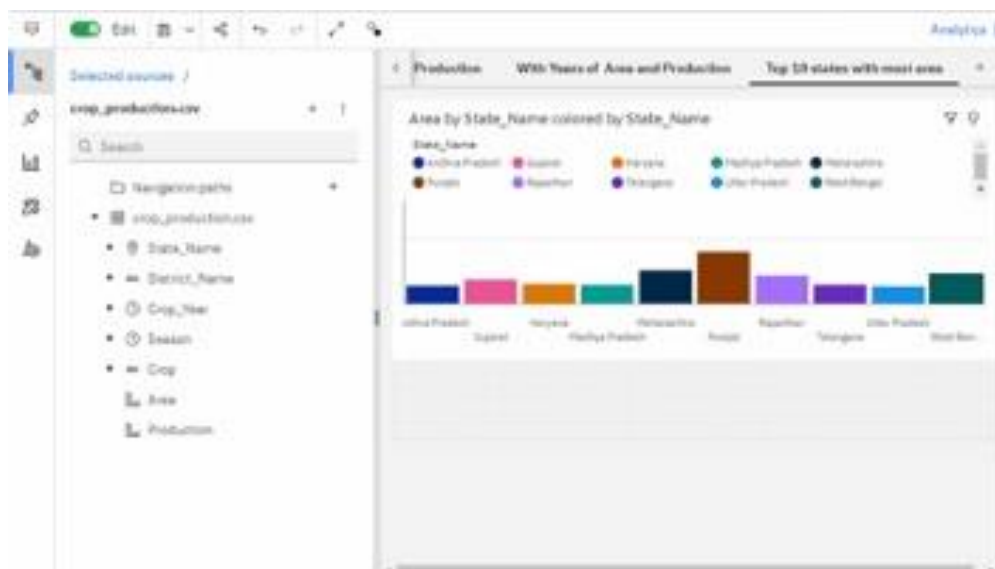 Edit
Analytics
Selected sources /
Production
With Years of Area and Production
Top 10 states with most area
crop_production.csv
Search
Navigation paths
crop_production.csv
State_Name
District_Name
Crop_Year
Season
Crop
Area
Production
Area by State_Name colored by State_Name
State_Name
Andhra Pradesh
Gujarat
Haryana
Madhya Pradesh
Maharashtra
Punjab
Rajasthan
Telangana
Uttar Pradesh
West Bengal
Haryana
Maharashtra
Rajasthan
Uttar Pradesh
Gujarat
Madhya Pradesh
Punjab
Telangana